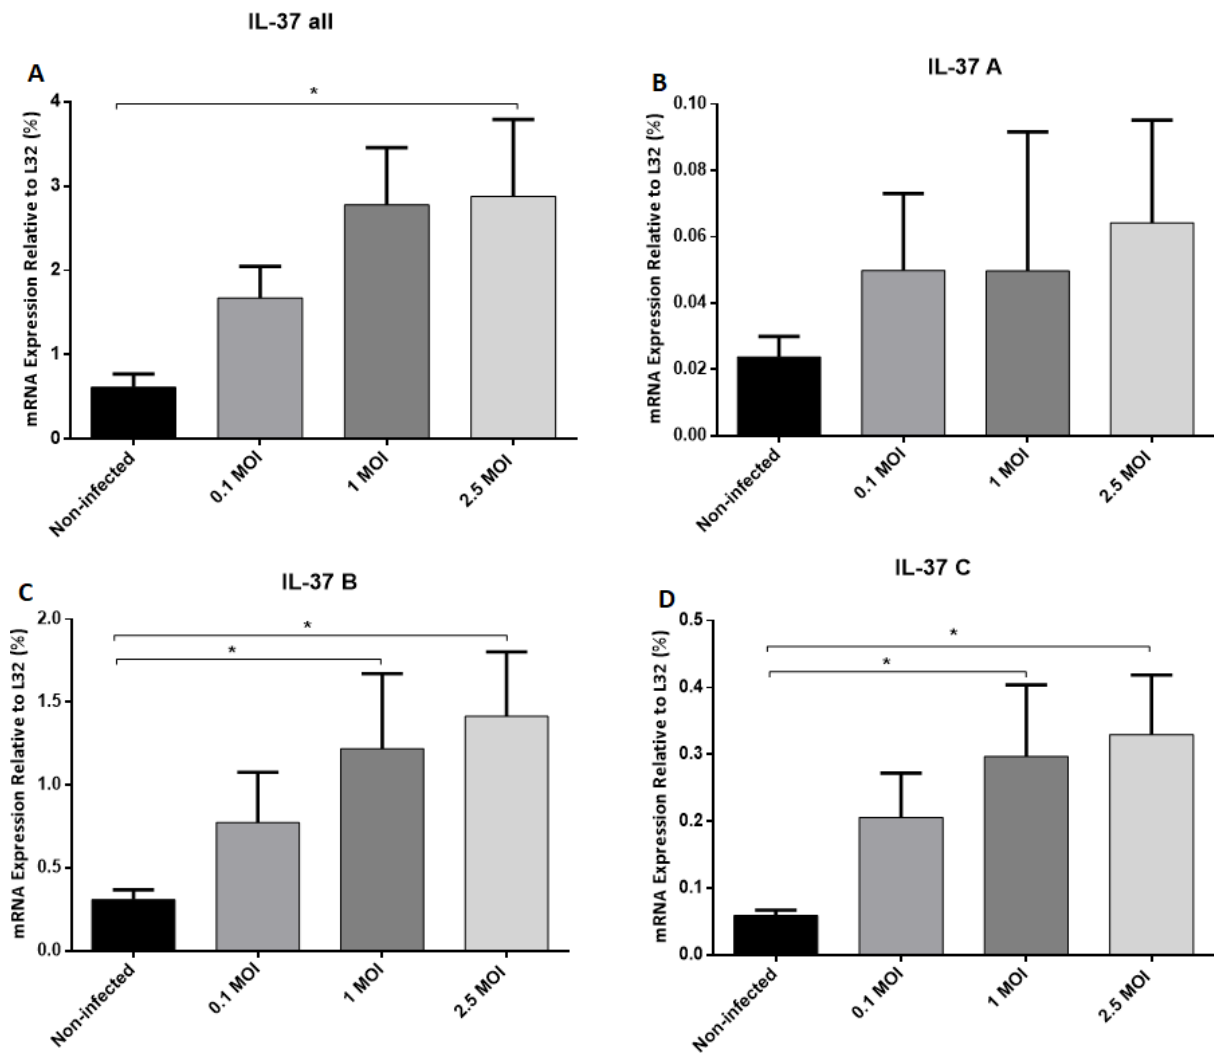 IL-37 all
A
mRNA Expression Relative to L32 (%)
4
3
2
1
0
*
Non-infected
0.1 MOI
1 MOI
2.5 MOI
IL-37 A
B
mRNA Expression Relative to L32 (%)
0.10
0.08
0.06
0.04
0.02
0.00
Non-infected
0.1 MOI
1 MOI
2.5 MOI
IL-37 B
C
mRNA Expression Relative to L32 (%)
2.0
1.5
1.0
0.5
0.0
*
*
Non-infected
0.1 MOI
1 MOI
2.5 MOI
IL-37 C
D
mRNA Expression Relative to L32 (%)
0.5
0.4
0.3
0.2
0.1
0.0
*
*
Non-infected
0.1 MOI
1 MOI
2.5 MOI